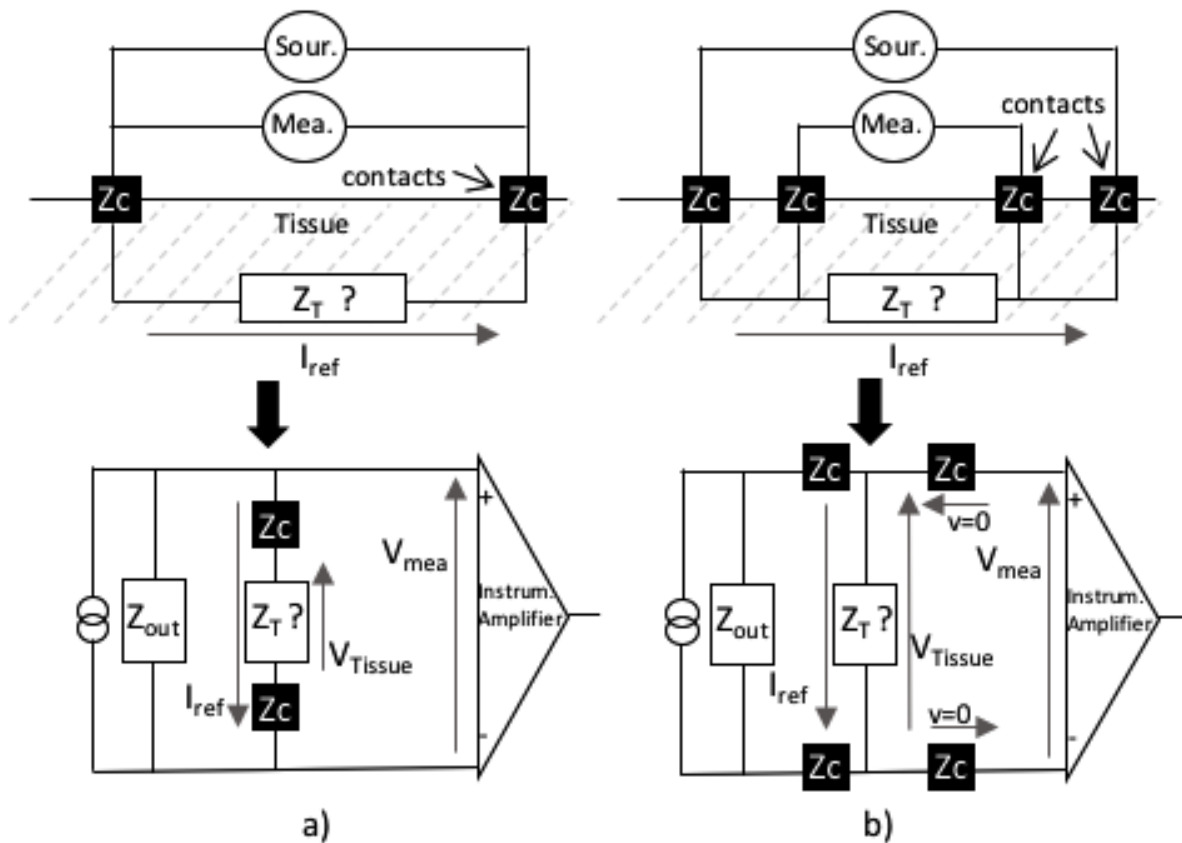 Sour.
Mea.
contacts
Zc
Zc
Tissue
Z_T ?
I_ref
Zc
Z_out
Z_T ?
V_mea
V_Tissue
I_ref
Zc
+
-
Instrum.
Amplifier
a)
Sour.
contacts
Mea.
Zc
Zc
Zc
Zc
Tissue
Z_T ?
I_ref
Zc
Zc
v=0
+
V_mea
Z_out
Z_T ?
Instrum.
Amplifier
V_Tissue
I_ref
v=0
-
Zc
Zc
b)